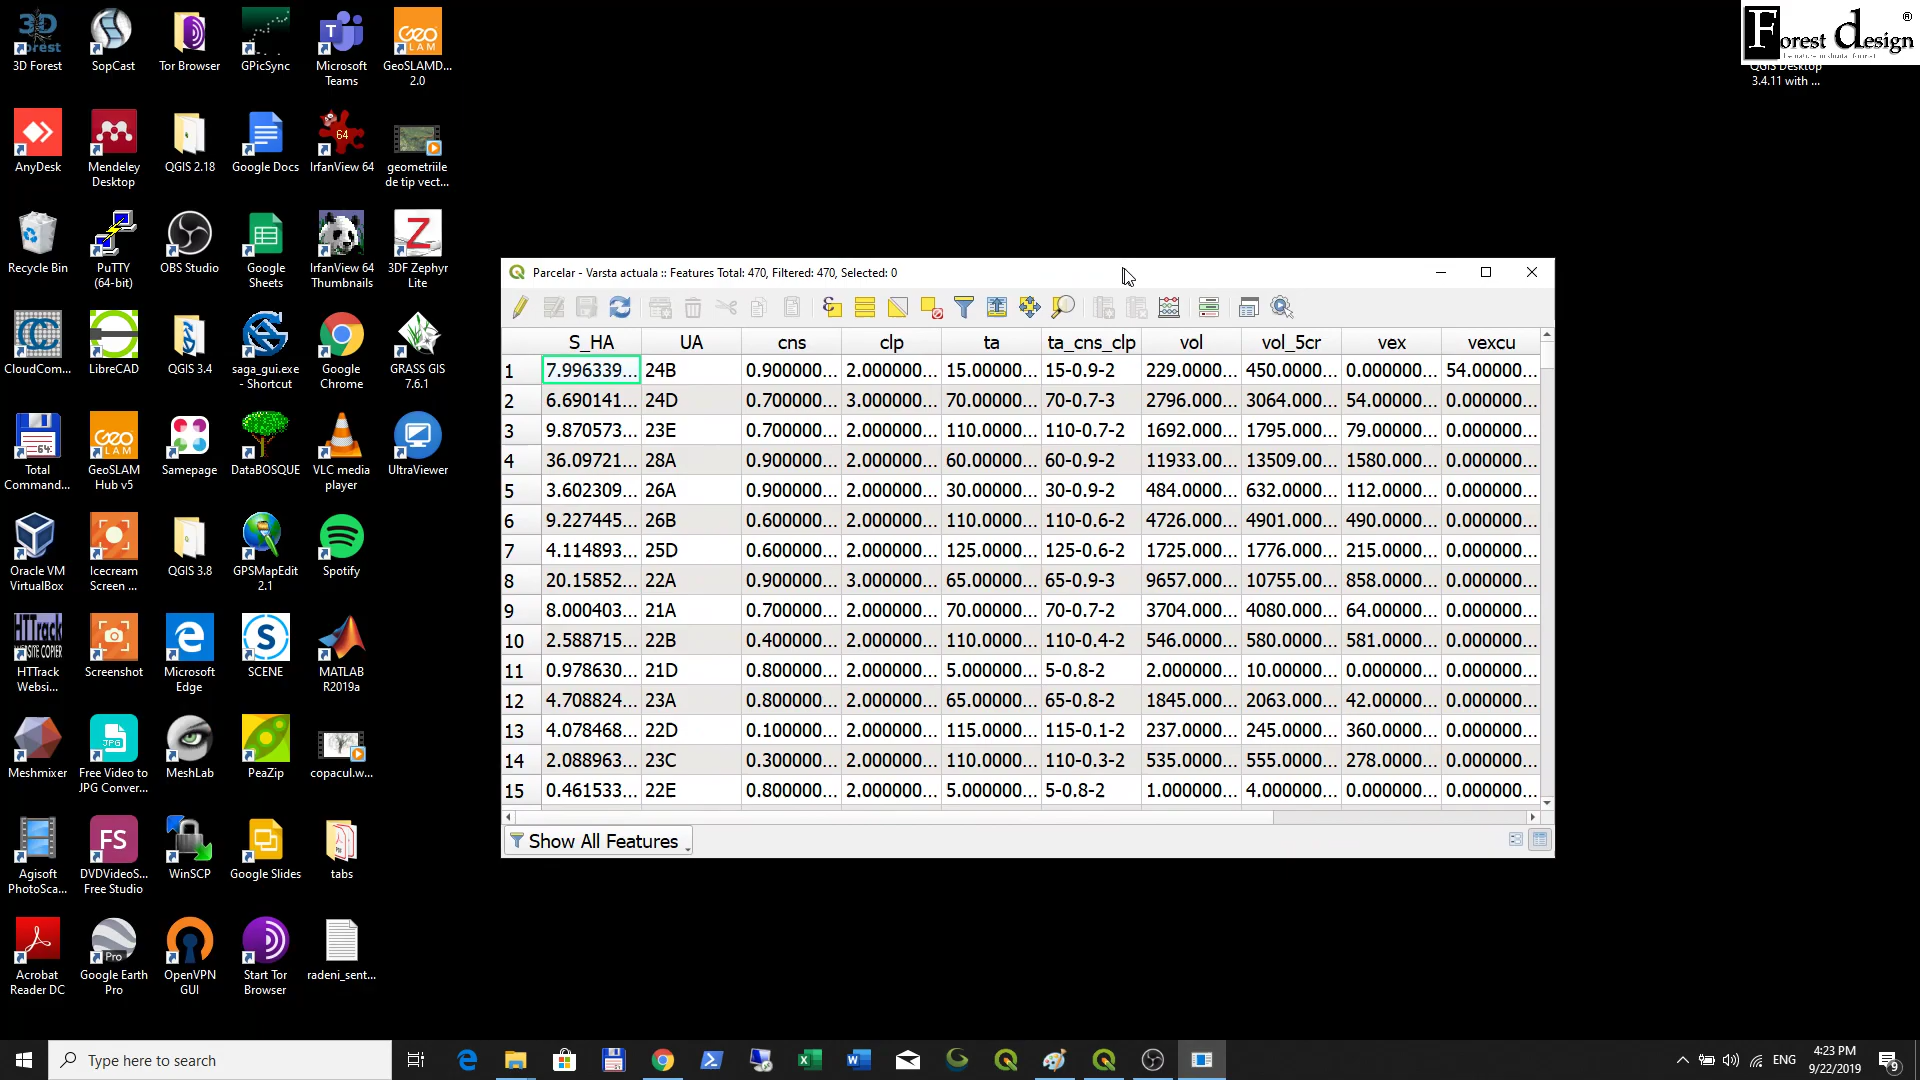 3D Forest
SopCast
Tor Browser
GPicSync
Microsoft Teams
GeoSLAMD... 2.0
Forest design ®
QGIS Desktop
3.4.11 with ...
AnyDesk
Mendeley Desktop
QGIS 2.18
Google Docs
IrfanView 64
geometriile de tip vect...
Recycle Bin
PuTTY (64-bit)
OBS Studio
Google Sheets
IrfanView 64 Thumbnails
3DF Zephyr Lite
CloudCom...
LibreCAD
QGIS 3.4
saga_gui.exe - Shortcut
Google Chrome
GRASS GIS 7.6.1
Total Command...
GeoSLAM Hub v5
Samepage
DataBOSQUE
VLC media player
UltraViewer
Oracle VM VirtualBox
Icecream Screen ...
QGIS 3.8
GPSMapEdit 2.1
Spotify
HTTrack Websi...
Screenshot
Microsoft Edge
SCENE
MATLAB R2019a
Meshmixer
Free Video to JPG Conver...
MeshLab
PeaZip
copacul.w...
Agisoft PhotoSca...
DVDVideoS... Free Studio
WinSCP
Google Slides
tabs
Acrobat Reader DC
Google Earth Pro
OpenVPN GUI
Start Tor Browser
radeni_sent...
Parcelar - Varsta actuala :: Features Total: 470, Filtered: 470, Selected: 0
S_HA UA cns clp ta ta_cns_clp vol vol_5cr vex vexcu
1 7.996339... 24B 0.900000... 2.000000... 15.00000... 15-0.9-2 229.0000... 450.0000... 0.000000... 54.00000...
2 6.690141... 24D 0.700000... 3.000000... 70.00000... 70-0.7-3 2796.000... 3064.000... 54.00000... 0.000000...
3 9.870573... 23E 0.700000... 2.000000... 110.0000... 110-0.7-2 1692.000... 1795.000... 79.00000... 0.000000...
4 36.09721... 28A 0.900000... 2.000000... 60.00000... 60-0.9-2 11933.00... 13509.00... 1580.000... 0.000000...
5 3.602309... 26A 0.900000... 2.000000... 30.00000... 30-0.9-2 484.0000... 632.0000... 112.0000... 0.000000...
6 9.227445... 26B 0.600000... 2.000000... 110.0000... 110-0.6-2 4726.000... 4901.000... 490.0000... 0.000000...
7 4.114893... 25D 0.600000... 2.000000... 125.0000... 125-0.6-2 1725.000... 1776.000... 215.0000... 0.000000...
8 20.15852... 22A 0.900000... 3.000000... 65.00000... 65-0.9-3 9657.000... 10755.00... 858.0000... 0.000000...
9 8.000403... 21A 0.700000... 2.000000... 70.00000... 70-0.7-2 3704.000... 4080.000... 64.00000... 0.000000...
10 2.588715... 22B 0.400000... 2.000000... 110.0000... 110-0.4-2 546.0000... 580.0000... 581.0000... 0.000000...
11 0.978630... 21D 0.800000... 2.000000... 5.000000... 5-0.8-2 2.000000... 10.00000... 0.000000... 0.000000...
12 4.708824... 23A 0.800000... 2.000000... 65.00000... 65-0.8-2 1845.000... 2063.000... 42.00000... 0.000000...
13 4.078468... 22D 0.100000... 2.000000... 115.0000... 115-0.1-2 237.0000... 245.0000... 360.0000... 0.000000...
14 2.088963... 23C 0.300000... 2.000000... 110.0000... 110-0.3-2 535.0000... 555.0000... 278.0000... 0.000000...
15 0.461533... 22E 0.800000... 2.000000... 5.000000... 5-0.8-2 1.000000... 4.000000... 0.000000... 0.000000...
Show All Features
Type here to search
ENG
4:23 PM
9/22/2019
9